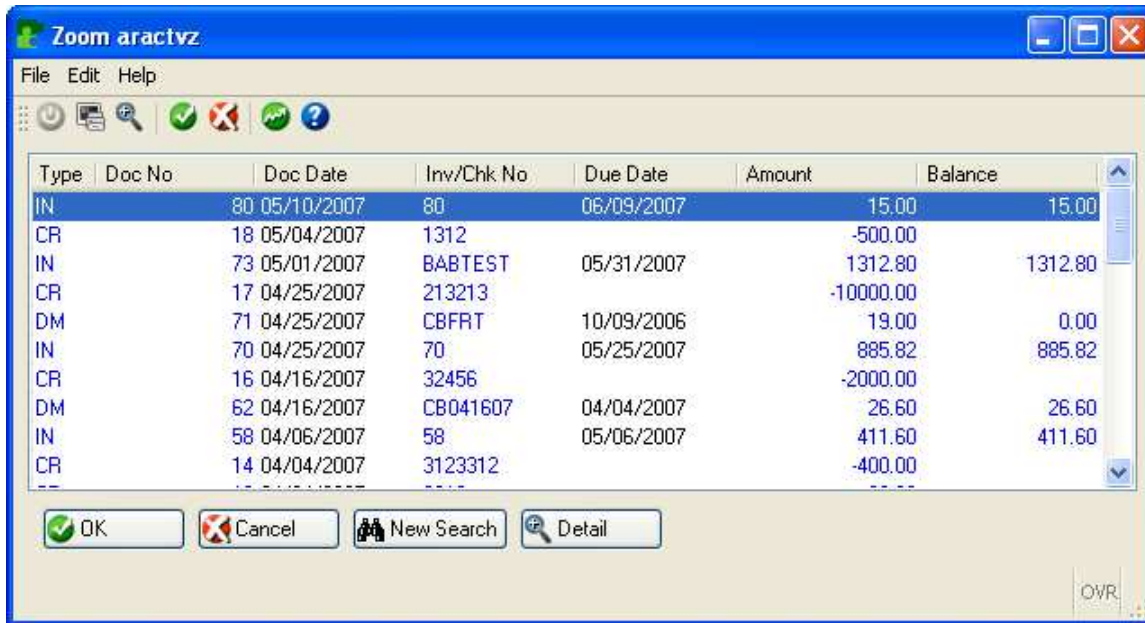 Zoom aractvz
File Edit Help
Type Doc No Doc Date Inv/Chk No Due Date Amount Balance
IN 80 05/10/2007 80 06/09/2007 15.00 15.00
CR 18 05/04/2007 1312 -500.00
IN 73 05/01/2007 BABTEST 05/31/2007 1312.80 1312.80
CR 17 04/25/2007 213213 -10000.00
DM 71 04/25/2007 CBFRT 10/09/2006 19.00 0.00
IN 70 04/25/2007 70 05/25/2007 885.82 885.82
CR 16 04/16/2007 32456 -2000.00
DM 62 04/16/2007 CB041607 04/04/2007 26.60 26.60
IN 58 04/06/2007 58 05/06/2007 411.60 411.60
CR 14 04/04/2007 3123312 -400.00
OK Cancel New Search Detail
OVR